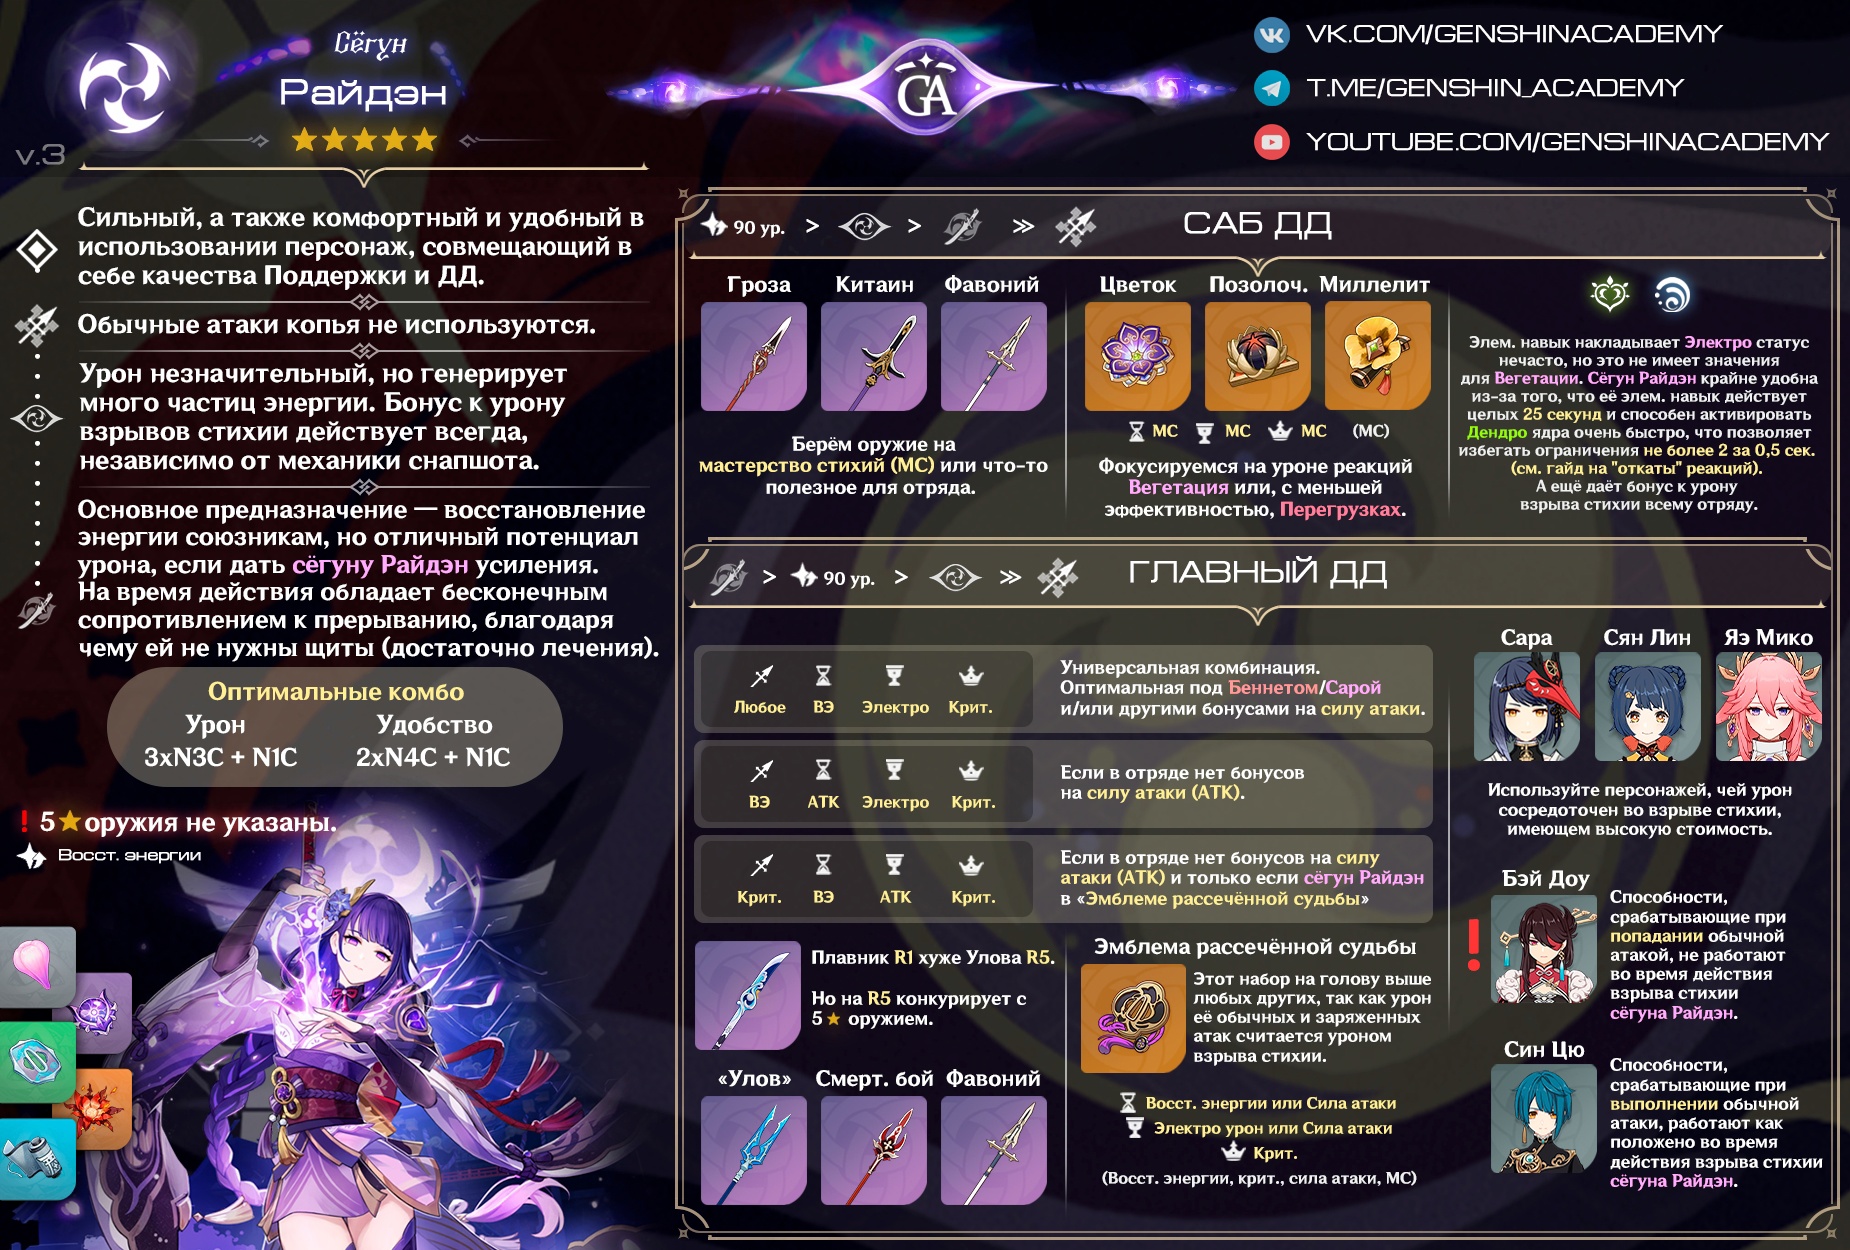 Сёгун
Райдэн
v.3
GA
VK.COM/GENSHINACADEMY
T.ME/GENSHIN_ACADEMY
YOUTUBE.COM/GENSHINACADEMY
Сильный, а также комфортный и удобный в
использовании персонаж, совмещающий в
себе качества Поддержки и ДД.
Обычные атаки копья не используются.
Урон незначительный, но генерирует
много частиц энергии. Бонус к урону
взрывов стихии действует всегда,
независимо от механики снапшота.
Основное предназначение — восстановление
энергии союзникам, но отличный потенциал
урона, если дать сёгуну Райдэн усиления.
На время действия обладает бесконечным
сопротивлением к прерыванию, благодаря
чему ей не нужны щиты (достаточно лечения).
Оптимальные комбо
Урон Удобство
3xN3C + N1C 2xN4C + N1C
! 5 оружия не указаны.
Восст. энергии
90 ур. > > >> САБ ДД
Гроза Китаин Фавоний
Берём оружие на
мастерство стихий (МС) или что-то
полезное для отряда.
Цветок Позолоч. Миллелит
МС МС МС (МС)
Фокусируемся на уроне реакций
Вегетация или, с меньшей
эффективностью, Перегрузках.
Элем. навык накладывает Электро статус
нечасто, но это не имеет значения
для Вегетации. Сёгун Райдэн крайне удобна
из-за того, что её элем. навык действует
целых 25 секунд и способен активировать
Дендро ядра очень быстро, что позволяет
избегать ограничения не более 2 за 0,5 сек.
(см. гайд на "откаты" реакций).
А ещё даёт бонус к урону
взрыва стихии всему отряду.
> 90 ур. > >> ГЛАВНЫЙ ДД
Любое ВЭ Электро Крит.
Универсальная комбинация.
Оптимальная под Беннетом/Сарой
и/или другими бонусами на силу атаки.
ВЭ АТК Электро Крит.
Если в отряде нет бонусов
на силу атаки (АТК).
Крит. ВЭ АТК Крит.
Если в отряде нет бонусов на силу
атаки (АТК) и только если сёгун Райдэн
в «Эмблеме рассечённой судьбы»
Плавник R1 хуже Улова R5.
Но на R5 конкурирует с
5 оружием.
«Улов» Смерт. бой Фавоний
Эмблема рассечённой судьбы
Этот набор на голову выше
любых других, так как урон
её обычных и заряженных
атак считается уроном
взрыва стихии.
Восст. энергии или Сила атаки
Электро урон или Сила атаки
Крит.
(Восст. энергии, крит., сила атаки, МС)
Сара Сян Лин Яэ Мико
Используйте персонажей, чей урон
сосредоточен во взрыве стихии,
имеющем высокую стоимость.
Бэй Доу
!
Способности,
срабатывающие при
попадании обычной
атакой, не работают
во время действия
взрыва стихии
сёгуна Райдэн.
Син Цю
Способности,
срабатывающие при
выполнении обычной
атаки, работают как
положено во время
действия взрыва стихии
сёгуна Райдэн.